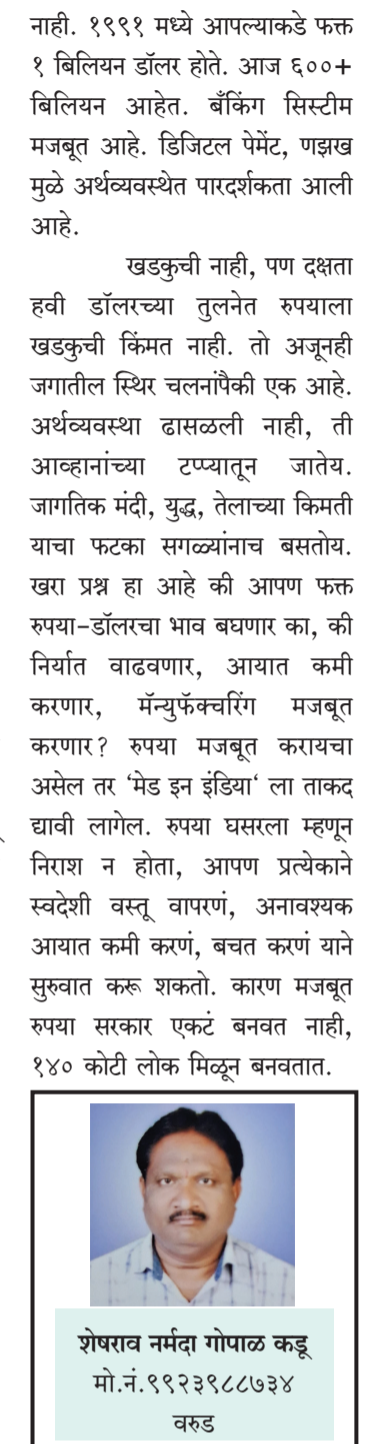 नाही. १९९१ मध्ये आपल्याकडे फक्त
१ बिलियन डॉलर होते. आज ६००+
बिलियन आहेत. बँकिंग सिस्टीम
मजबूत आहे. डिजिटल पेमेंट, णझख
मुळे अर्थव्यवस्थेत पारदर्शकता आली
आहे.
खडकुची नाही, पण दक्षता
हवी डॉलरच्या तुलनेत रुपयाला
खडकुची किंमत नाही. तो अजूनही
जगातील स्थिर चलनांपैकी एक आहे.
अर्थव्यवस्था ढासळली नाही, ती
आव्हानांच्या टप्प्यातून जातेय.
जागतिक मंदी, युद्ध, तेलाच्या किमती
याचा फटका सगळ्यांनाच बसतोय.
खरा प्रश्न हा आहे की आपण फक्त
रुपया-डॉलरचा भाव बघणार का, की
निर्यात वाढवणार, आयात कमी
करणार, मॅन्युफॅक्चरिंग मजबूत
करणार? रुपया मजबूत करायचा
असेल तर ‘मेड इन इंडिया‘ ला ताकद
द्यावी लागेल. रुपया घसरला म्हणून
निराश न होता, आपण प्रत्येकाने
स्वदेशी वस्तू वापरणं, अनावश्यक
आयात कमी करणं, बचत करणं याने
सुरुवात करू शकतो. कारण मजबूत
रुपया सरकार एकटं बनवत नाही,
१४० कोटी लोक मिळून बनवतात.
शेषराव नर्मदा गोपाळ कडू
मो.नं.९९२३९८८७३४
वरुड